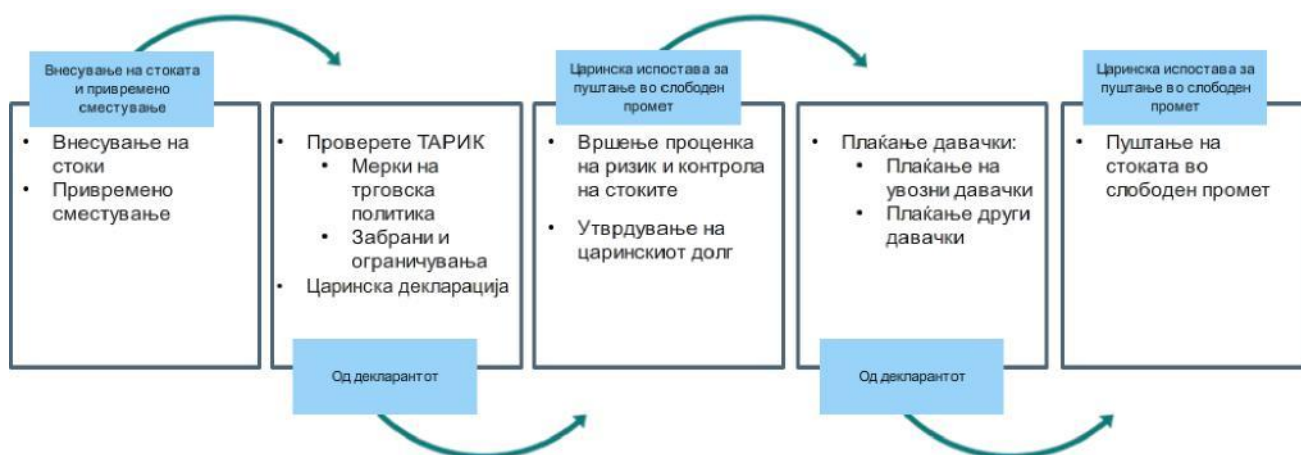 Внесување на стоката
и привремено
сместување
• Внесување на
стоки
• Привремено
сместување
• Проверете ТАРИК
• Мерки на
трговска
политика
• Забрани и
ограничувања
• Царинска декларација
Од декларантот
Царинска испостава за
пуштање во слободен
промет
• Вршење проценка
на ризик и контрола
на стоките
• Утврдување на
царинскиот долг
• Плаќање давачки:
• Плаќање на
увозни давачки
• Плаќање други
давачки
Од декларантот
Царинска испостава за
пуштање во слободен
промет
• Пуштање на
стоката во
слободен промет